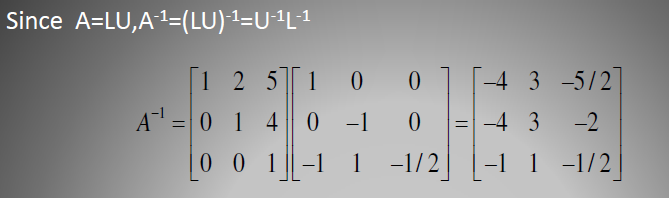 Since A=LU,A⁻¹=(LU)⁻¹=U⁻¹L⁻¹
[1 2 5] [1 0 0] [–4 3 –5/2]
A⁻¹ = [0 1 4] [0 –1 0] = [–4 3 –2]
[0 0 1] [–1 1 –1/2] [–1 1 –1/2]